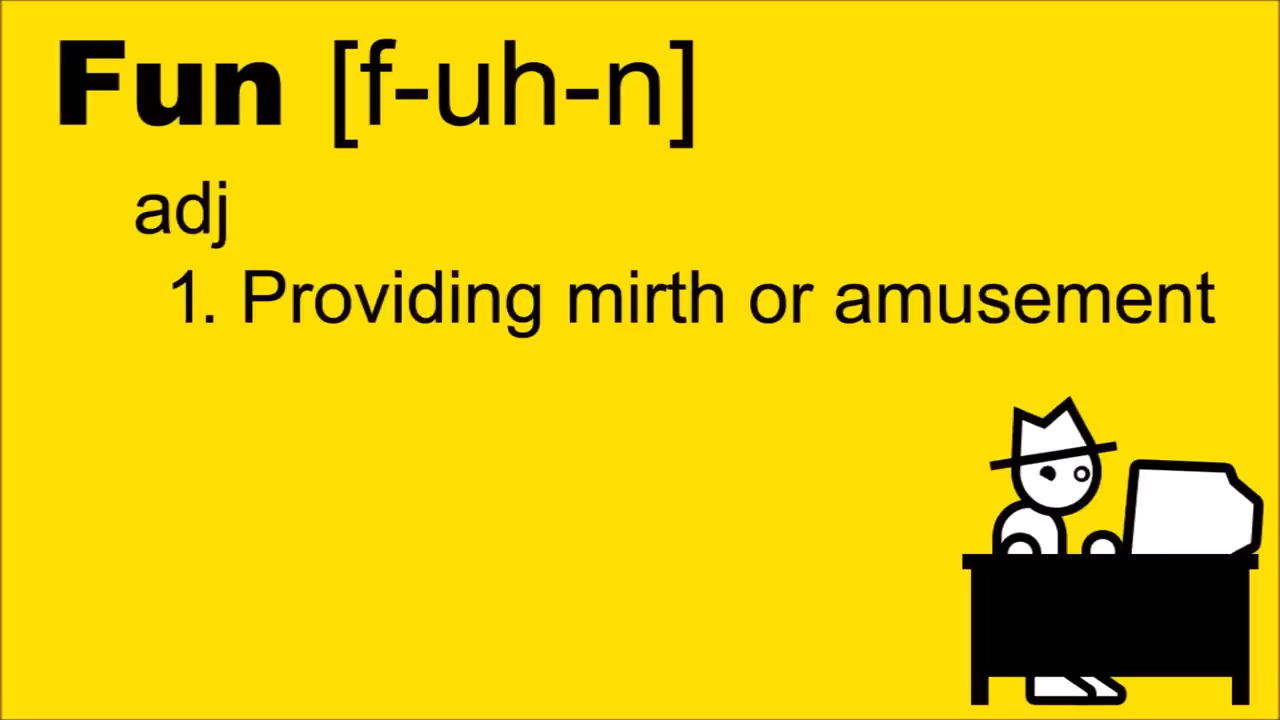 Fun [f-uh-n]
adj
1. Providing mirth or amusement